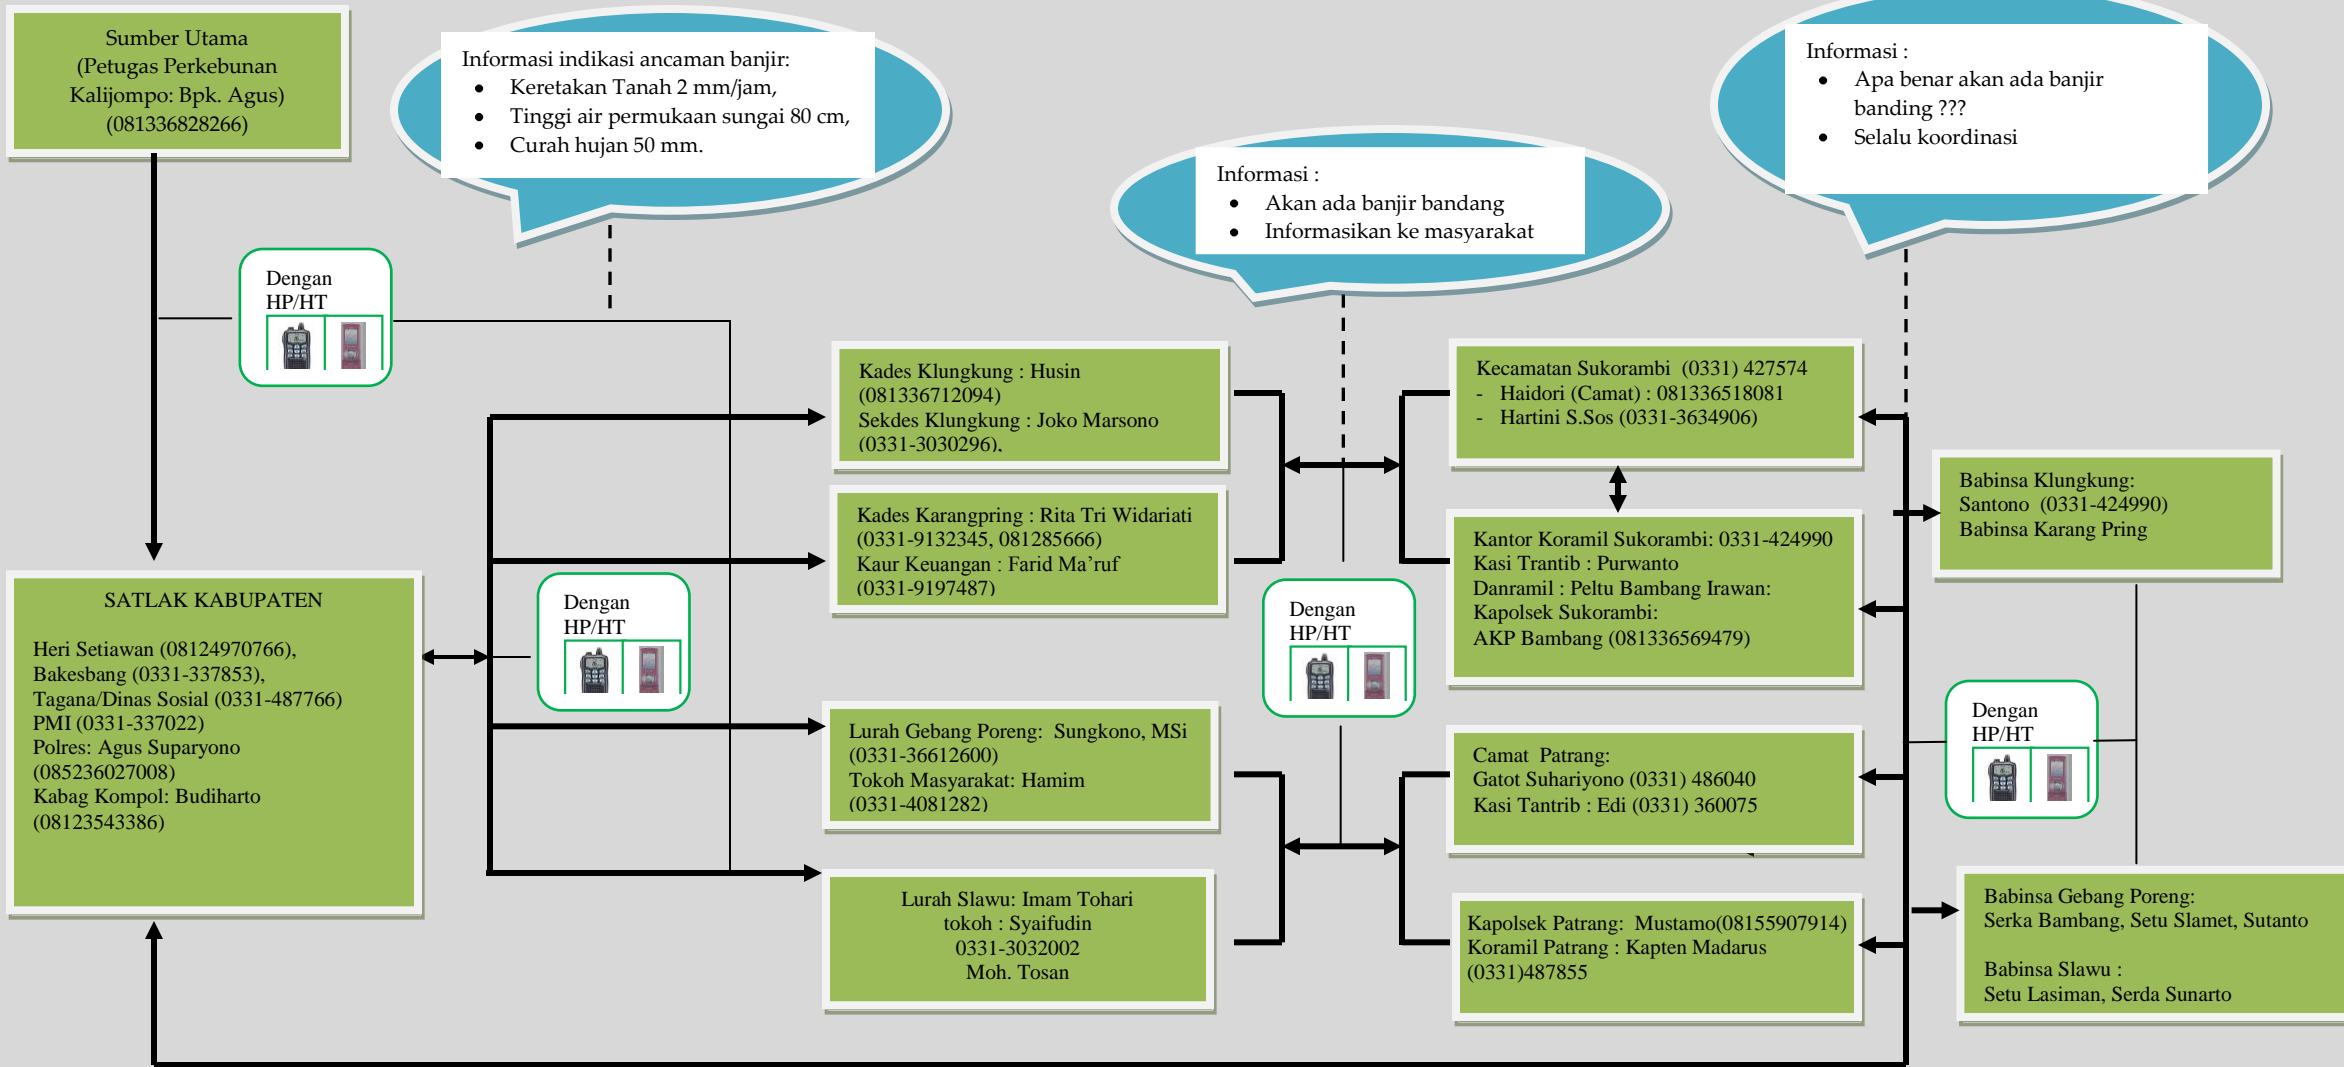 Sumber Utama
(Petugas Perkebunan
Kalijompo: Bpk. Agus)
(081336828266)
Informasi indikasi ancaman banjir:
• Keretakan Tanah 2 mm/jam,
• Tinggi air permukaan sungai 80 cm,
• Curah hujan 50 mm.
Informasi :
• Akan ada banjir bandang
• Informasikan ke masyarakat
Informasi :
• Apa benar akan ada banjir
banding ???
• Selalu koordinasi
Dengan
HP/HT
SATLAK KABUPATEN
Heri Setiawan (08124970766),
Bakesbang (0331-337853),
Tagana/Dinas Sosial (0331-487766)
PMI (0331-337022)
Polres: Agus Suparyono
(085236027008)
Kabag Kompol: Budiharto
(08123543386)
Dengan
HP/HT
Kades Klungkung : Husin
(081336712094)
Sekdes Klungkung : Joko Marsono
(0331-3030296),
Kades Karangpring : Rita Tri Widariati
(0331-9132345, 081285666)
Kaur Keuangan : Farid Ma’ruf
(0331-9197487)
Lurah Gebang Poreng: Sungkono, MSi
(0331-36612600)
Tokoh Masyarakat: Hamim
(0331-4081282)
Lurah Slawu: Imam Tohari
tokoh : Syaifudin
0331-3032002
Moh. Tosan
Dengan
HP/HT
Kecamatan Sukorambi (0331) 427574
- Haidori (Camat) : 081336518081
- Hartini S.Sos (0331-3634906)
Kantor Koramil Sukorambi: 0331-424990
Kasi Trantib : Purwanto
Danramil : Peltu Bambang Irawan:
Kapolsek Sukorambi:
AKP Bambang (081336569479)
Camat Patrang:
Gatot Suhariyono (0331) 486040
Kasi Tantrib : Edi (0331) 360075
Kapolsek Patrang: Mustamo(08155907914)
Koramil Patrang : Kapten Madarus
(0331)487855
Babinsa Klungkung:
Santono (0331-424990)
Babinsa Karang Pring
Dengan
HP/HT
Babinsa Gebang Poreng:
Serka Bambang, Setu Slamet, Sutanto
Babinsa Slawu :
Setu Lasiman, Serda Sunarto